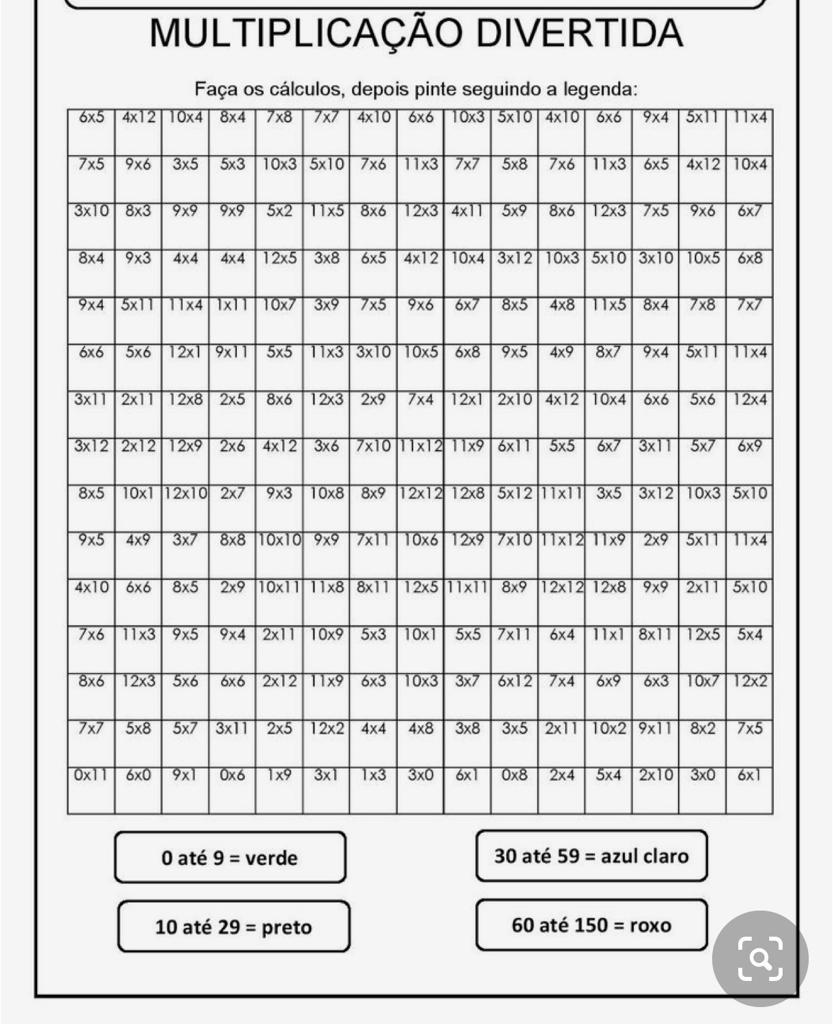 MULTIPLICAÇÃO DIVERTIDA
Faça os cálculos, depois pinte seguindo a legenda:
6x5 4x12 10x4 8x4 7x8 7x7 4x10 6x6 10x3 5x10 4x10 6x6 9x4 5x11 11x4
7x5 9x6 3x5 5x3 10x3 5x10 7x6 11x3 7x7 5x8 7x6 11x3 6x5 4x12 10x4
3x10 8x3 9x9 9x9 5x2 11x5 8x6 12x3 4x11 5x9 8x6 12x3 7x5 9x6 6x7
8x4 9x3 4x4 4x4 12x5 3x8 6x5 4x12 10x4 3x12 10x3 5x10 3x10 10x5 6x8
9x4 5x11 11x4 1x11 10x7 3x9 7x5 9x6 6x7 8x5 4x8 11x5 8x4 7x8 7x7
6x6 5x6 12x1 9x11 5x5 11x3 3x10 10x5 6x8 9x5 4x9 8x7 9x4 5x11 11x4
3x11 2x11 12x8 2x5 8x6 12x3 2x9 7x4 12x1 2x10 4x12 10x4 6x6 5x6 12x4
3x12 2x12 12x9 2x6 4x12 3x6 7x10 11x12 11x9 6x11 5x5 6x7 3x11 5x7 6x9
8x5 10x1 12x10 2x7 9x3 10x8 8x9 12x12 12x8 5x12 11x11 3x5 3x12 10x3 5x10
9x5 4x9 3x7 8x8 10x10 9x9 7x11 10x6 12x9 7x10 11x12 11x9 2x9 5x11 11x4
4x10 6x6 8x5 2x9 10x11 11x8 8x11 12x5 11x11 8x9 12x12 12x8 9x9 2x11 5x10
7x6 11x3 9x5 9x4 2x11 10x9 5x3 10x1 5x5 7x11 6x4 11x1 8x11 12x5 5x4
8x6 12x3 5x6 6x6 2x12 11x9 6x3 10x3 3x7 6x12 7x4 6x9 6x3 10x7 12x2
7x7 5x8 5x7 3x11 2x5 12x2 4x4 4x8 3x8 3x5 2x11 10x2 9x11 8x2 7x5
0x11 6x0 9x1 0x6 1x9 3x1 1x3 3x0 6x1 0x8 2x4 5x4 2x10 3x0 6x1
0 até 9 = verde
30 até 59 = azul claro
10 até 29 = preto
60 até 150 = roxo